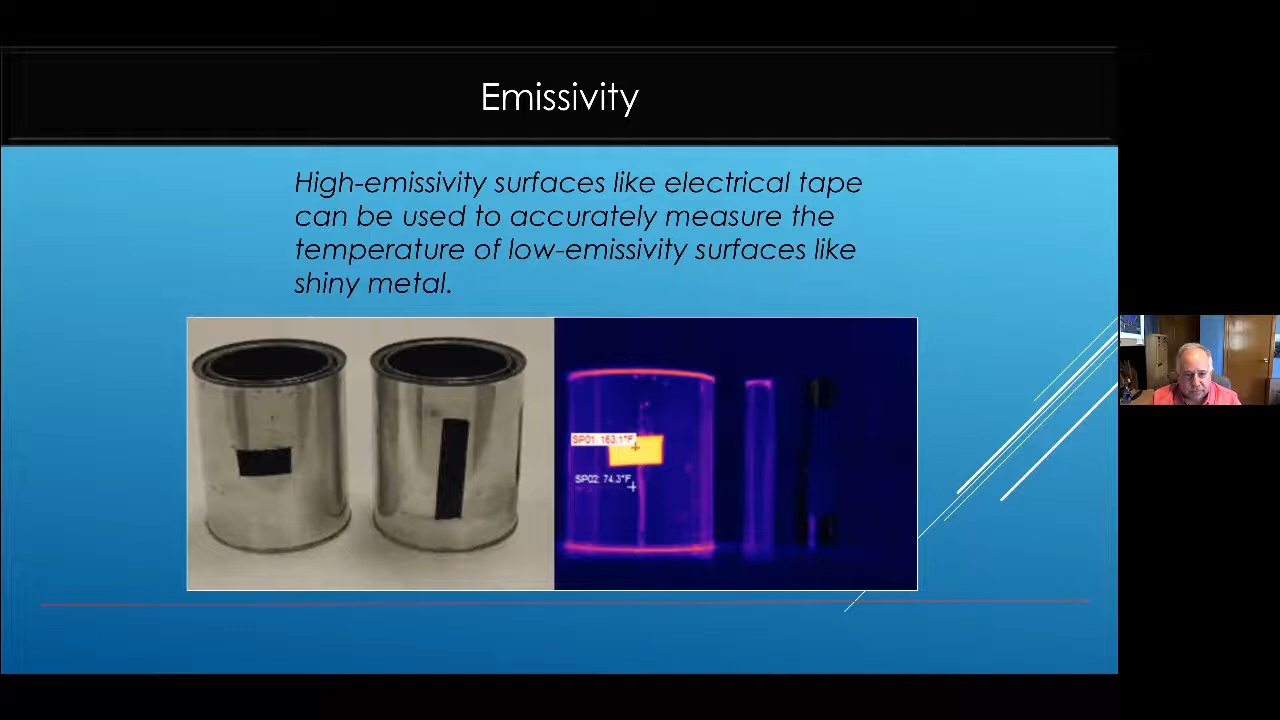 Emissivity
High-emissivity surfaces like electrical tape
can be used to accurately measure the
temperature of low-emissivity surfaces like
shiny metal.
SP01: 163.1°F
SP02: 74.3°F